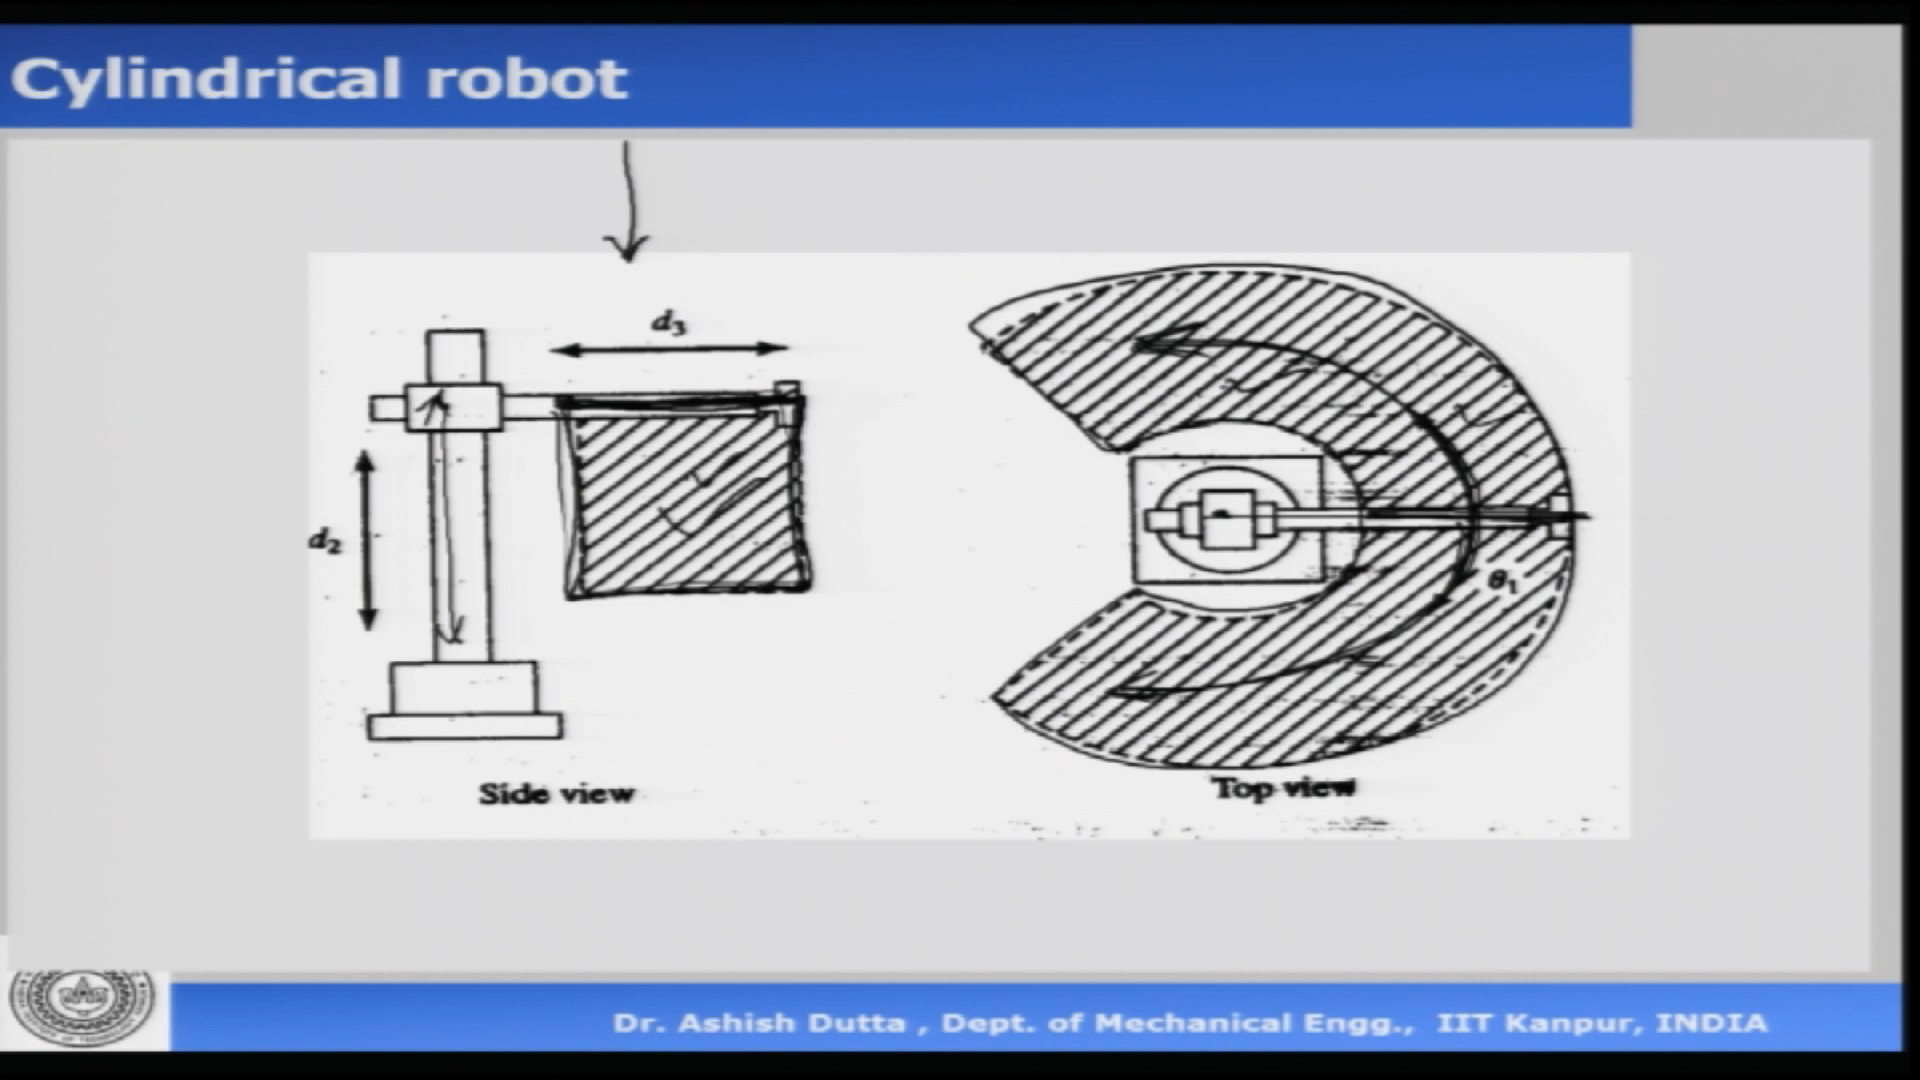 Cylindrical robot
d3
d2
θ1
Side view
Top view
Dr. Ashish Dutta , Dept. of Mechanical Engg., IIT Kanpur, INDIA